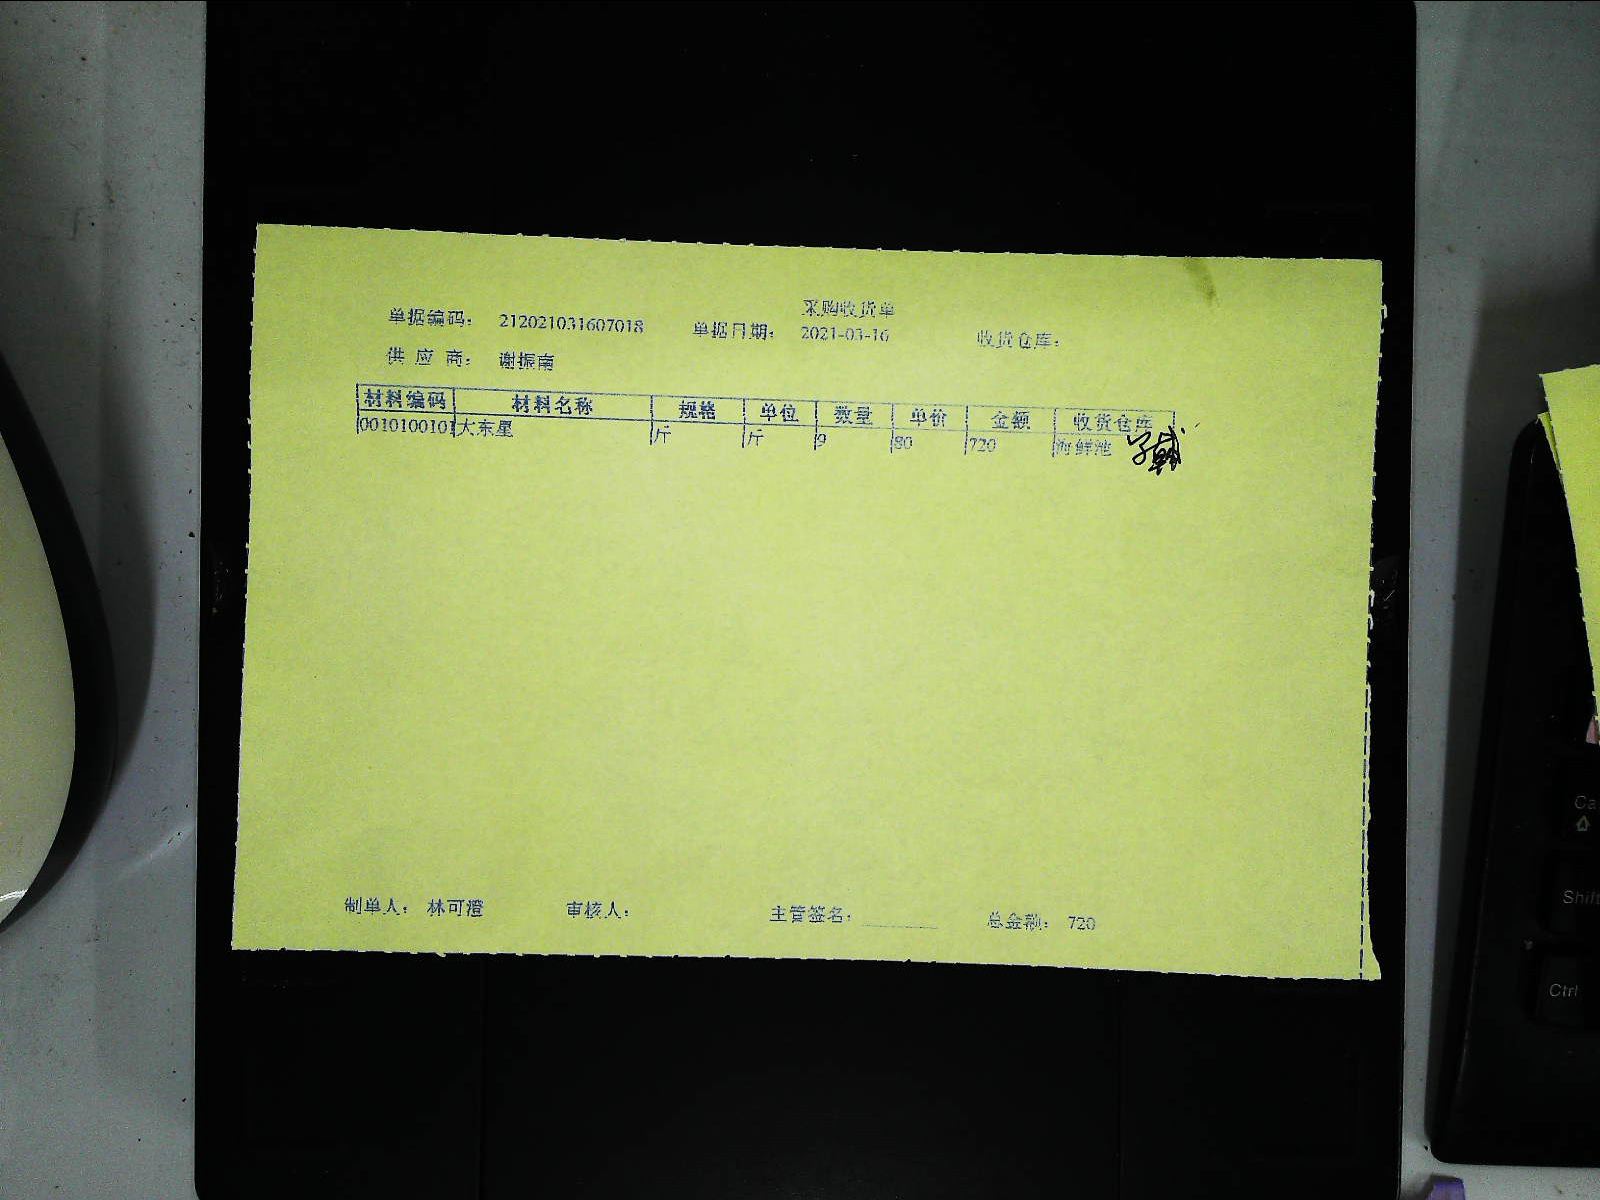 采购收货单
单据编码： 212021031607018 单据日期： 2021-03-16 收货仓库：
供 应 商： 谢振南
材料编码 材料名称 规格 单位 数量 单价 金额 收货仓库
0010100101 大东星 斤 斤 9 80 720 海鲜池
制单人： 林可澄 审核人： 主管签名： 总金额： 720
Ca
Shift
Ctrl